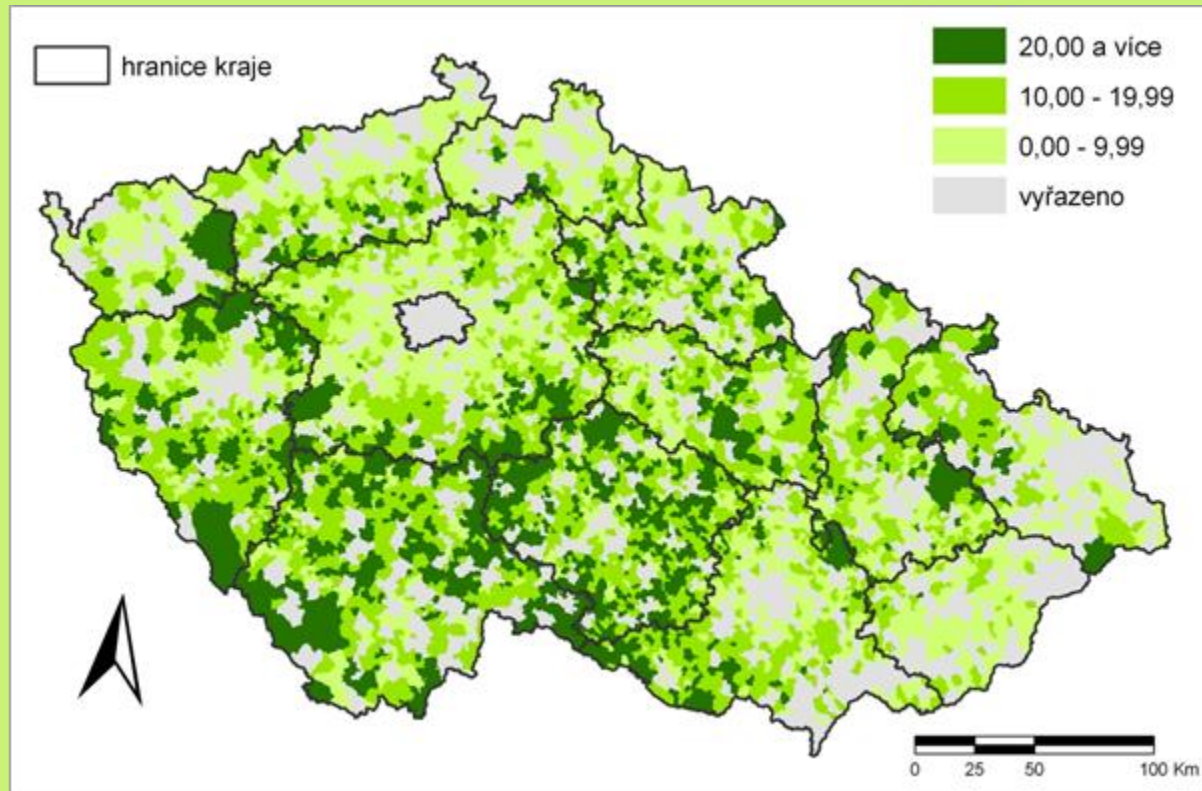 hranice kraje
20,00 a více
10,00 - 19,99
0,00 - 9,99
vyřazeno
0 25 50 100 Km